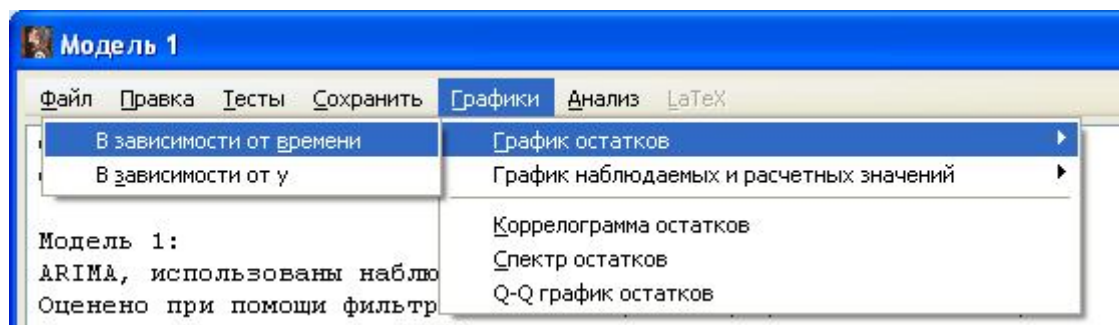 Модель 1
Файл Правка Тесты Сохранить Графики Анализ LaTeX
В зависимости от времени
В зависимости от y
График остатков
График наблюдаемых и расчетных значений
Коррелограмма остатков
Спектр остатков
Q-Q график остатков
Модель 1:
ARIMA, использованы наблю
Оценено при помощи фильтр